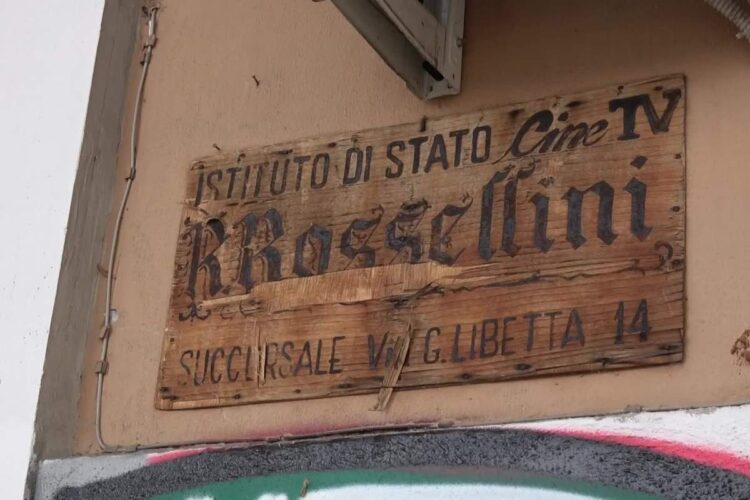 ISTITUTO DI STATO Cine TV
R. Rossellini
SUCCURSALE VIA G. LIBETTA 14